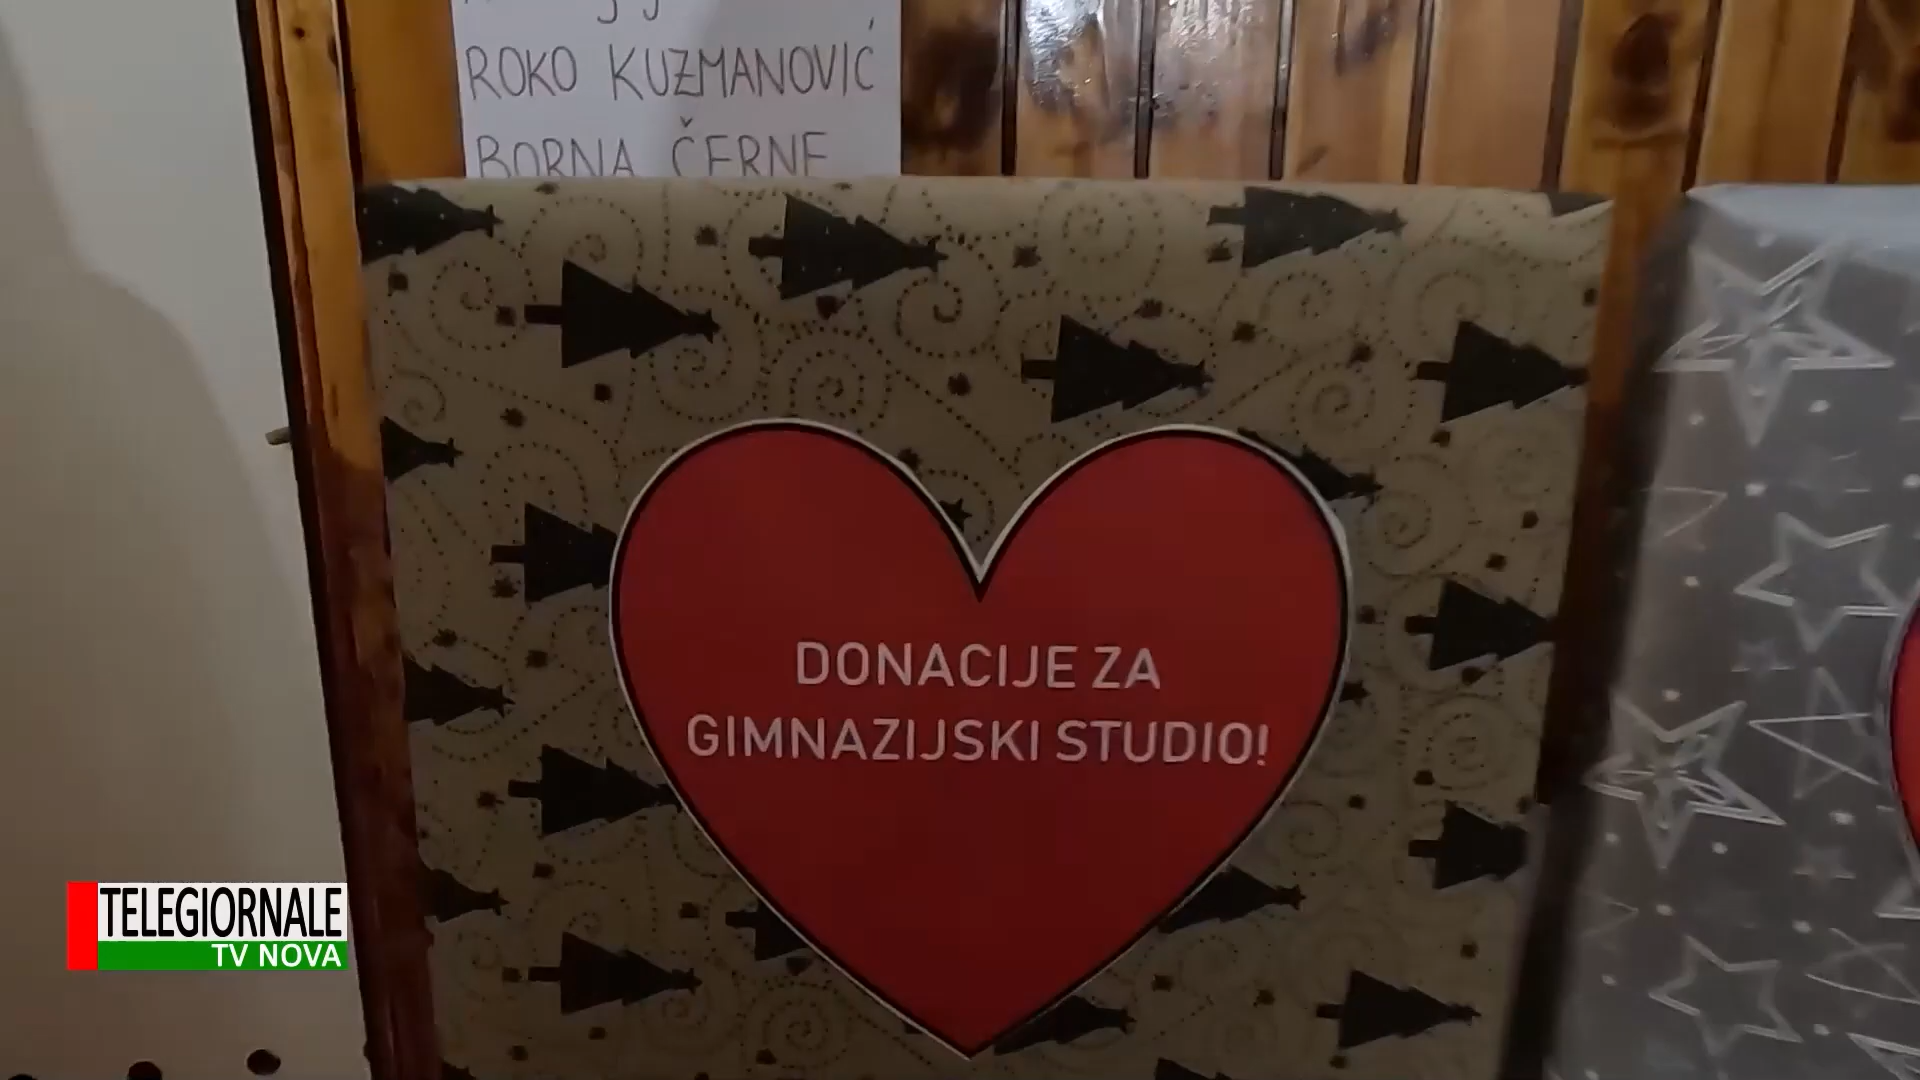 ROKO KUZMANOVIĆ
BORNA ČERNE
DONACIJE ZA
GIMNAZIJSKI STUDIO!
TELEGIORNALE
TV NOVA